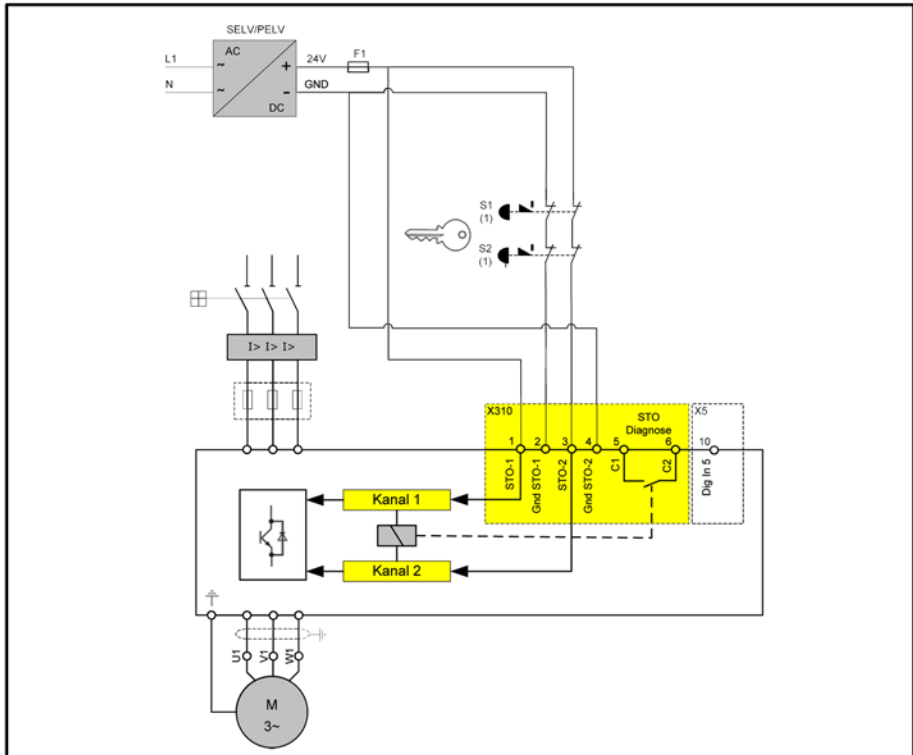 SELV/PELV
AC
L1
~
24V
F1
+
N
~
GND
-
DC
S1
(1)
S2
(1)
I> I> I>
X310
STO
Diagnose
X5
1
2
3
4
5
6
10
STO-1
Gnd STO-1
STO-2
Gnd STO-2
C1
C2
Dig In 5
Kanal 1
Kanal 2
U1
V1
W1
M
3~